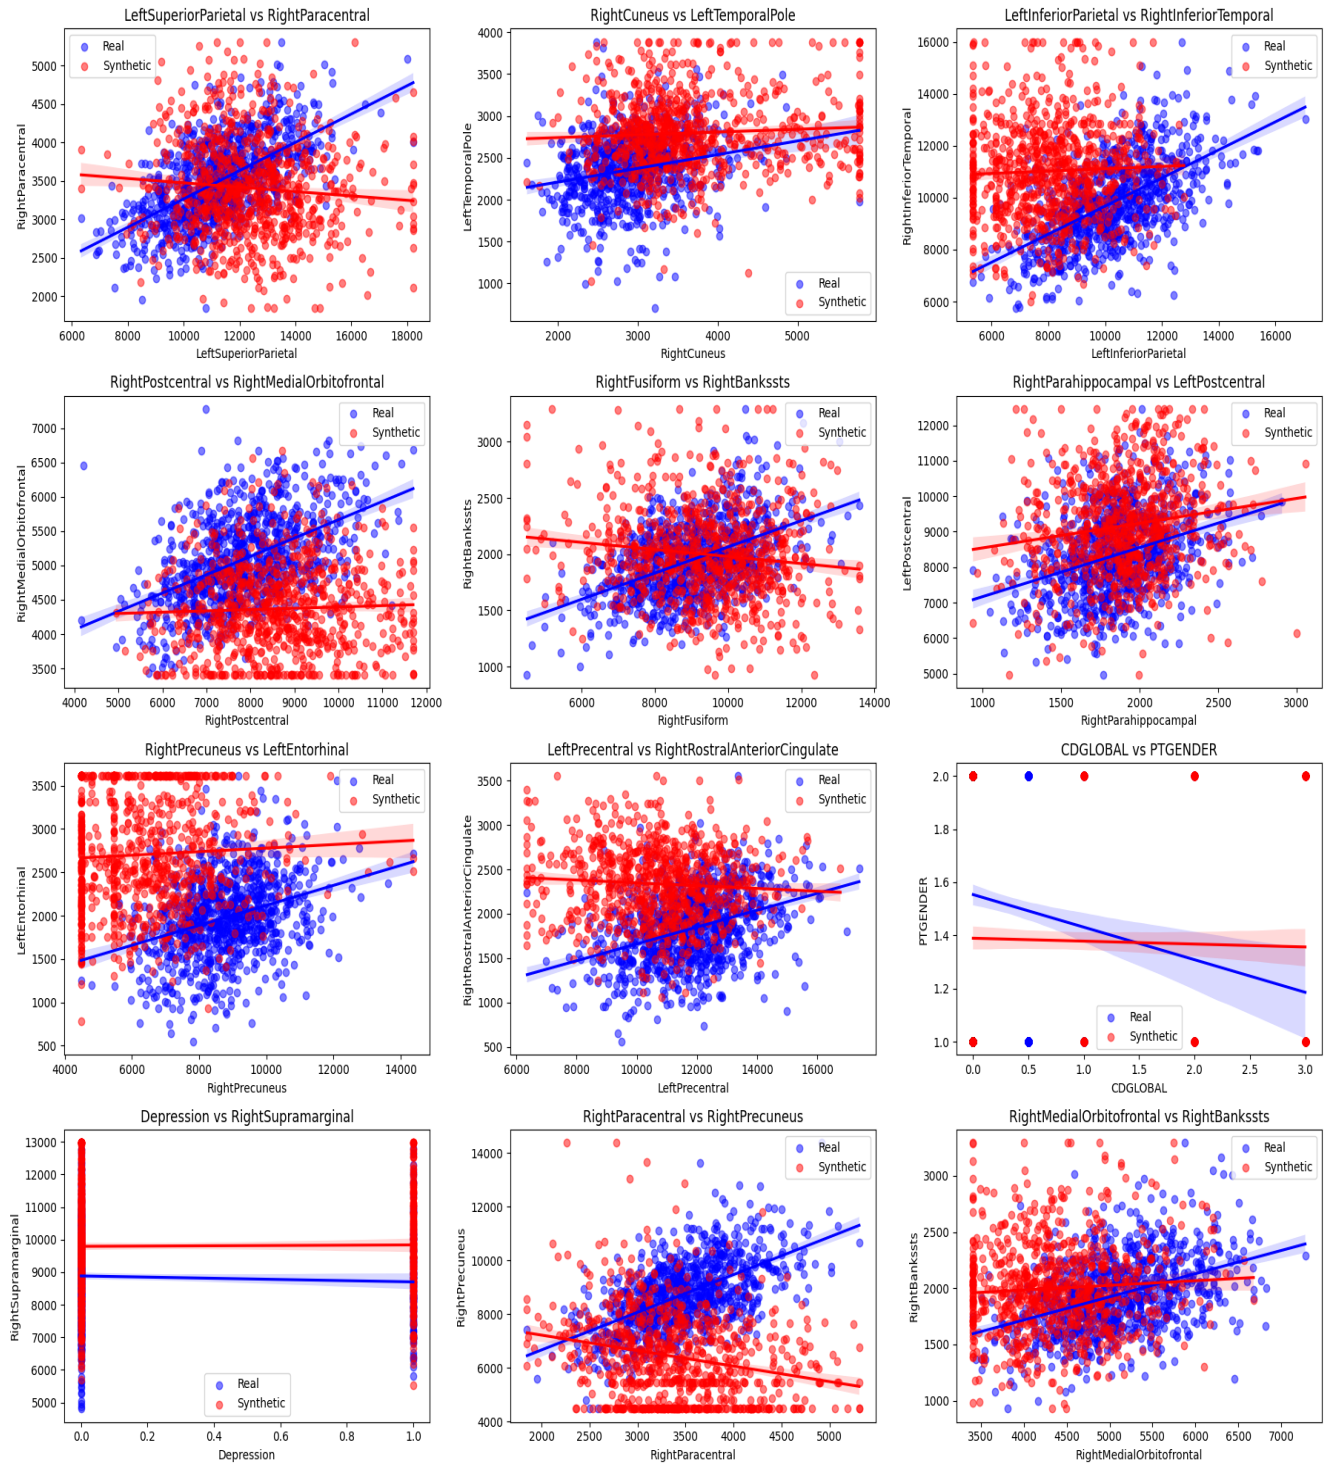 LeftSuperiorParietal vs RightParacentral
Real
Synthetic
5000
4500
4000
3500
3000
2500
2000
RightParacentral
6000 8000 10000 12000 14000 16000 18000
LeftSuperiorParietal
RightCuneus vs LeftTemporalPole
4000
3500
3000
2500
2000
1500
1000
LeftTemporalPole
Real
Synthetic
2000 3000 4000 5000
RightCuneus
LeftInferiorParietal vs RightInferiorTemporal
Real
Synthetic
16000
14000
12000
10000
8000
6000
RightInferiorTemporal
6000 8000 10000 12000 14000 16000
LeftInferiorParietal
RightPostcentral vs RightMedialOrbitofrontal
Real
Synthetic
7000
6500
6000
5500
5000
4500
4000
3500
RightMedialOrbitofrontal
4000 5000 6000 7000 8000 9000 10000 11000 12000
RightPostcentral
RightFusiform vs RightBankssts
Real
Synthetic
3000
2500
2000
1500
1000
RightBankssts
6000 8000 10000 12000 14000
RightFusiform
RightParahippocampal vs LeftPostcentral
Real
Synthetic
12000
11000
10000
9000
8000
7000
6000
5000
LeftPostcentral
1000 1500 2000 2500 3000
RightParahippocampal
RightPrecuneus vs LeftEntorhinal
Real
Synthetic
3500
3000
2500
2000
1500
1000
500
LeftEntorhinal
4000 6000 8000 10000 12000 14000
RightPrecuneus
LeftPrecentral vs RightRostralAnteriorCingulate
Real
Synthetic
3500
3000
2500
2000
1500
1000
500
RightRostralAnteriorCingulate
6000 8000 10000 12000 14000 16000
LeftPrecentral
CDGLOBAL vs PTGENDER
2.0
1.8
1.6
1.4
1.2
1.0
PTGENDER
Real
Synthetic
0.0 0.5 1.0 1.5 2.0 2.5 3.0
CDGLOBAL
Depression vs RightSupramarginal
13000
12000
11000
10000
9000
8000
7000
6000
5000
RightSupramarginal
Real
Synthetic
0.0 0.2 0.4 0.6 0.8 1.0
Depression
RightParacentral vs RightPrecuneus
Real
Synthetic
14000
12000
10000
8000
6000
4000
RightPrecuneus
2000 2500 3000 3500 4000 4500 5000
RightParacentral
RightMedialOrbitofrontal vs RightBankssts
Real
Synthetic
3000
2500
2000
1500
1000
RightBankssts
3500 4000 4500 5000 5500 6000 6500 7000
RightMedialOrbitofrontal